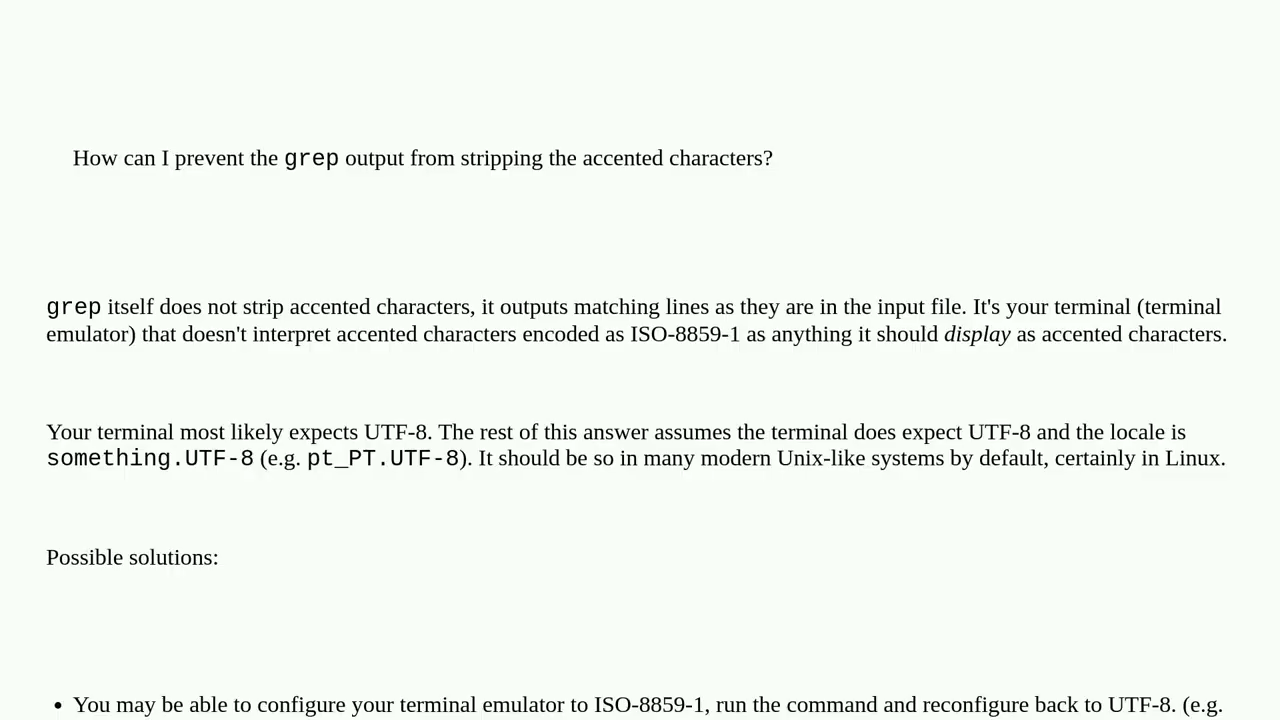 How can I prevent the grep output from stripping the accented characters?
grep itself does not strip accented characters, it outputs matching lines as they are in the input file. It's your terminal (terminal
emulator) that doesn't interpret accented characters encoded as ISO-8859-1 as anything it should display as accented characters.
Your terminal most likely expects UTF-8. The rest of this answer assumes the terminal does expect UTF-8 and the locale is
something.UTF-8 (e.g. pt_PT.UTF-8). It should be so in many modern Unix-like systems by default, certainly in Linux.
Possible solutions:
• You may be able to configure your terminal emulator to ISO-8859-1, run the command and reconfigure back to UTF-8. (e.g.